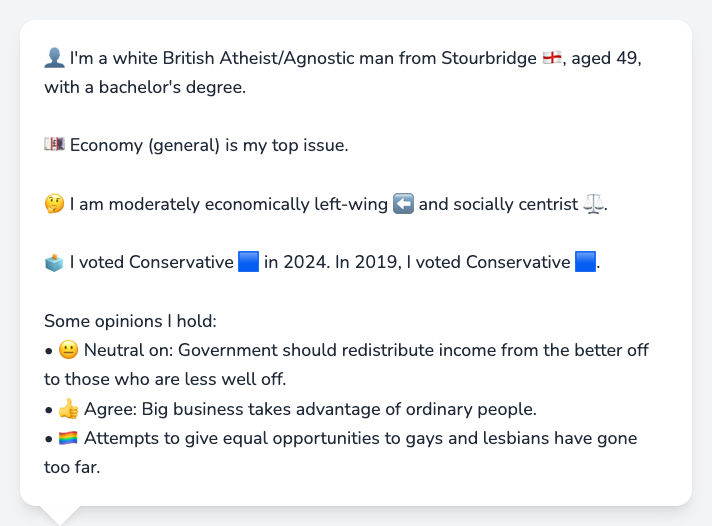 👤 I'm a white British Atheist/Agnostic man from Stourbridge 🏴󠁧󠁢󠁥󠁮󠁧󠁿, aged 49,
with a bachelor's degree.
💷 Economy (general) is my top issue.
🤔 I am moderately economically left-wing ⬅️ and socially centrist ⚖️.
🗳️ I voted Conservative 🟦 in 2024. In 2019, I voted Conservative 🟦.
Some opinions I hold:
• 😐 Neutral on: Government should redistribute income from the better off
to those who are less well off.
• 👍 Agree: Big business takes advantage of ordinary people.
• 🏳️‍🌈 Attempts to give equal opportunities to gays and lesbians have gone
too far.